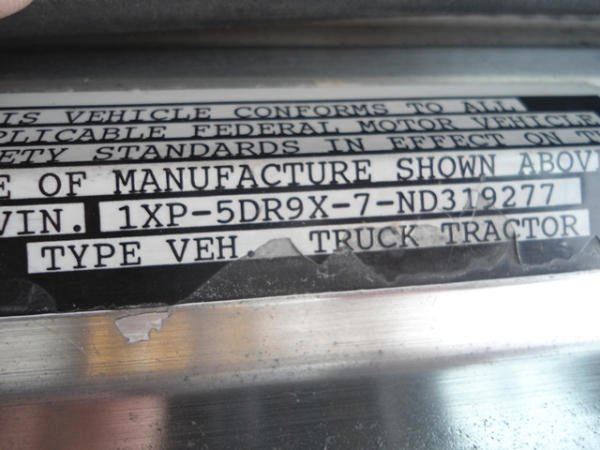 IS VEHICLE CONFORMS TO ALL
PLICABLE FEDERAL MOTOR VEHICLE
ETY STANDARDS IN EFFECT ON T
E OF MANUFACTURE SHOWN ABOV
VIN. 1XP-5DR9X-7-ND319277
TYPE VEH. TRUCK TRACTOR